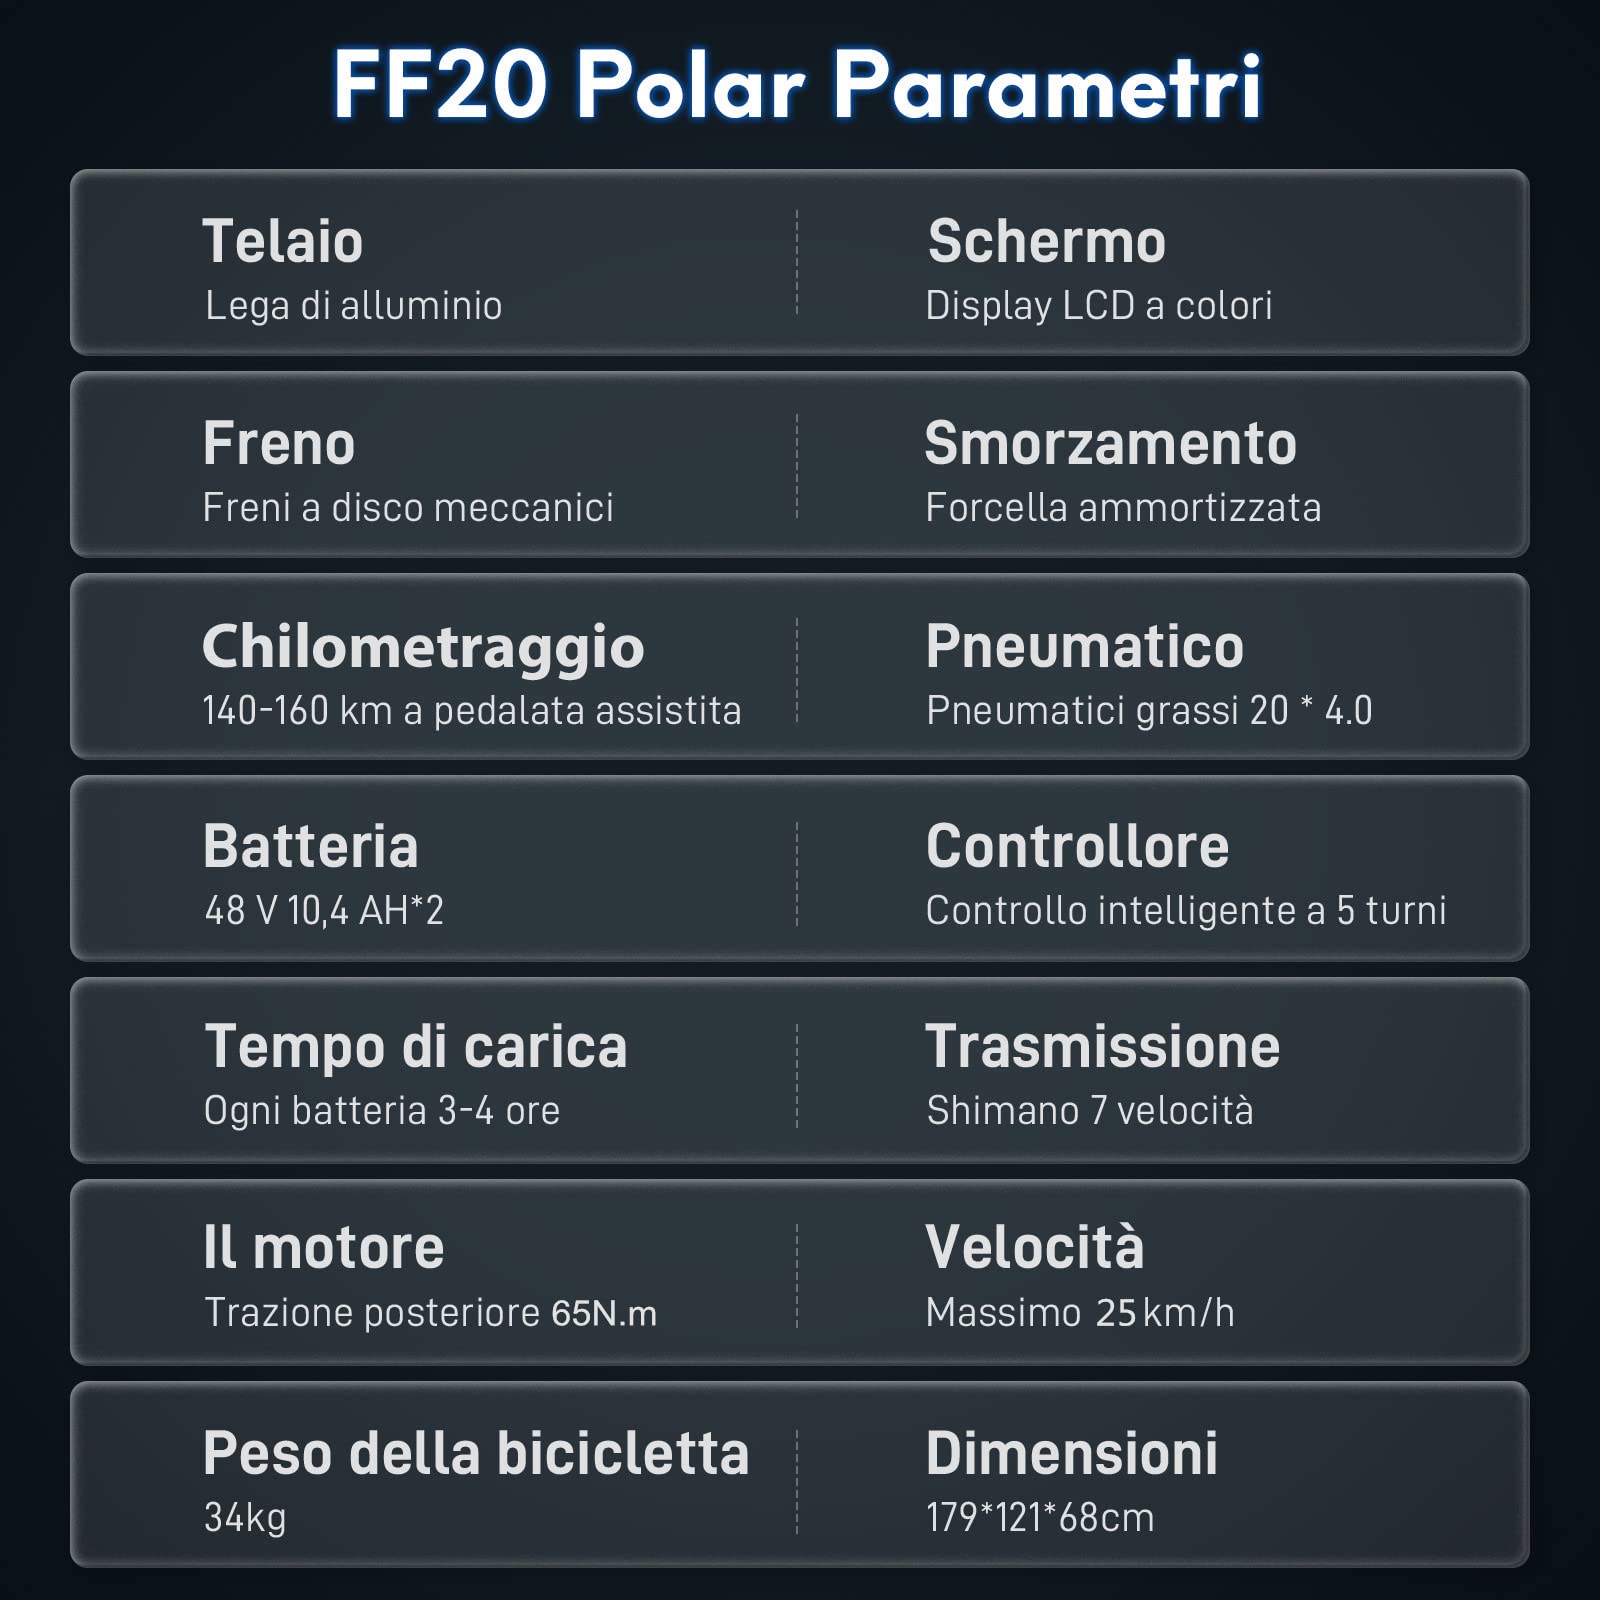 FF20 Polar Parametri
Telaio
Lega di alluminio
Schermo
Display LCD a colori
Freno
Freni a disco meccanici
Smorzamento
Forcella ammortizzata
Chilometraggio
140-160 km a pedalata assistita
Pneumatico
Pneumatici grassi 20 * 4.0
Batteria
48 V 10,4 AH*2
Controllore
Controllo intelligente a 5 turni
Tempo di carica
Ogni batteria 3-4 ore
Trasmissione
Shimano 7 velocità
Il motore
Trazione posteriore 65N.m
Velocità
Massimo 25 km/h
Peso della bicicletta
34kg
Dimensioni
179*121*68cm